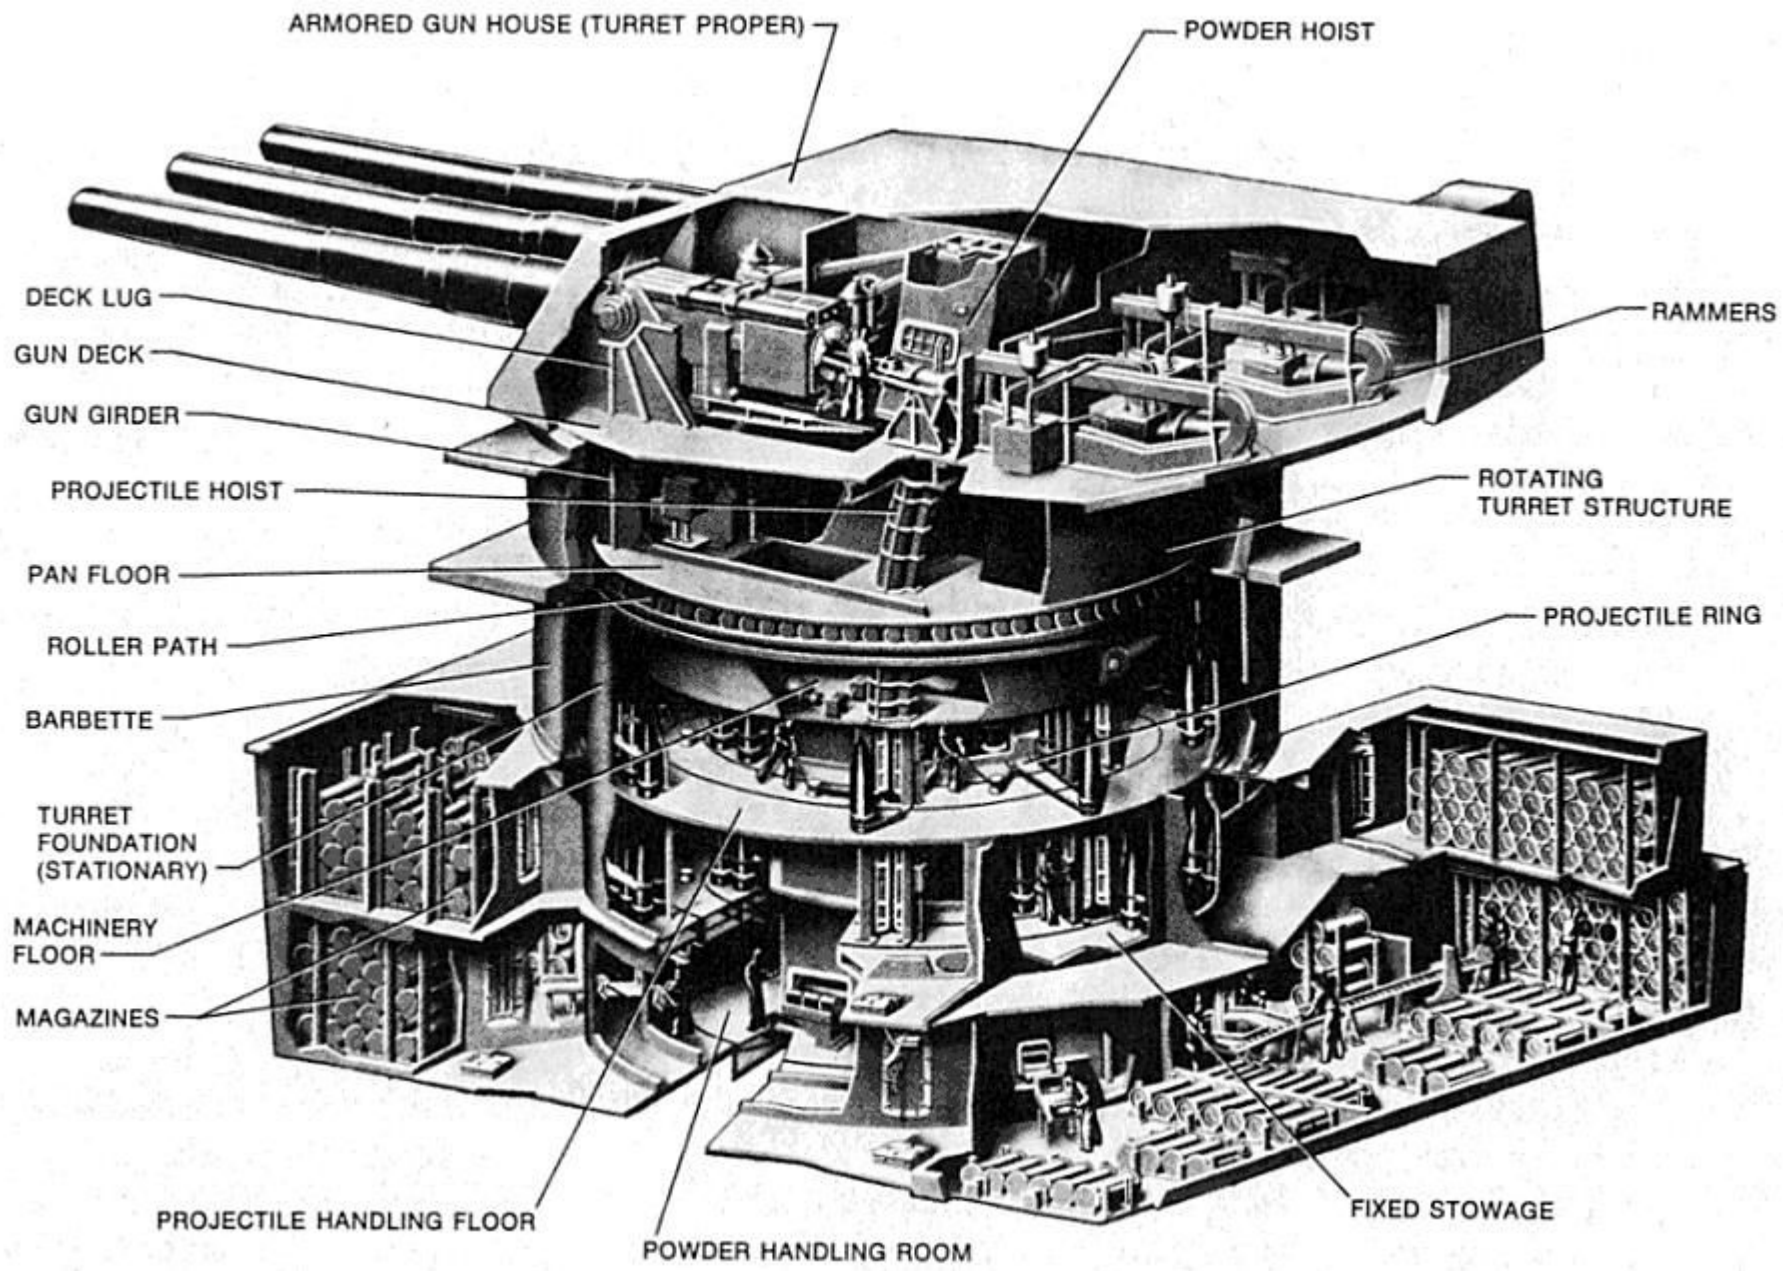 ARMORED GUN HOUSE (TURRET PROPER)
POWDER HOIST
DECK LUG
RAMMERS
GUN DECK
GUN GIRDER
PROJECTILE HOIST
ROTATING
TURRET STRUCTURE
PAN FLOOR
PROJECTILE RING
ROLLER PATH
BARBETTE
TURRET
FOUNDATION
(STATIONARY)
MACHINERY
FLOOR
MAGAZINES
PROJECTILE HANDLING FLOOR
FIXED STOWAGE
POWDER HANDLING ROOM